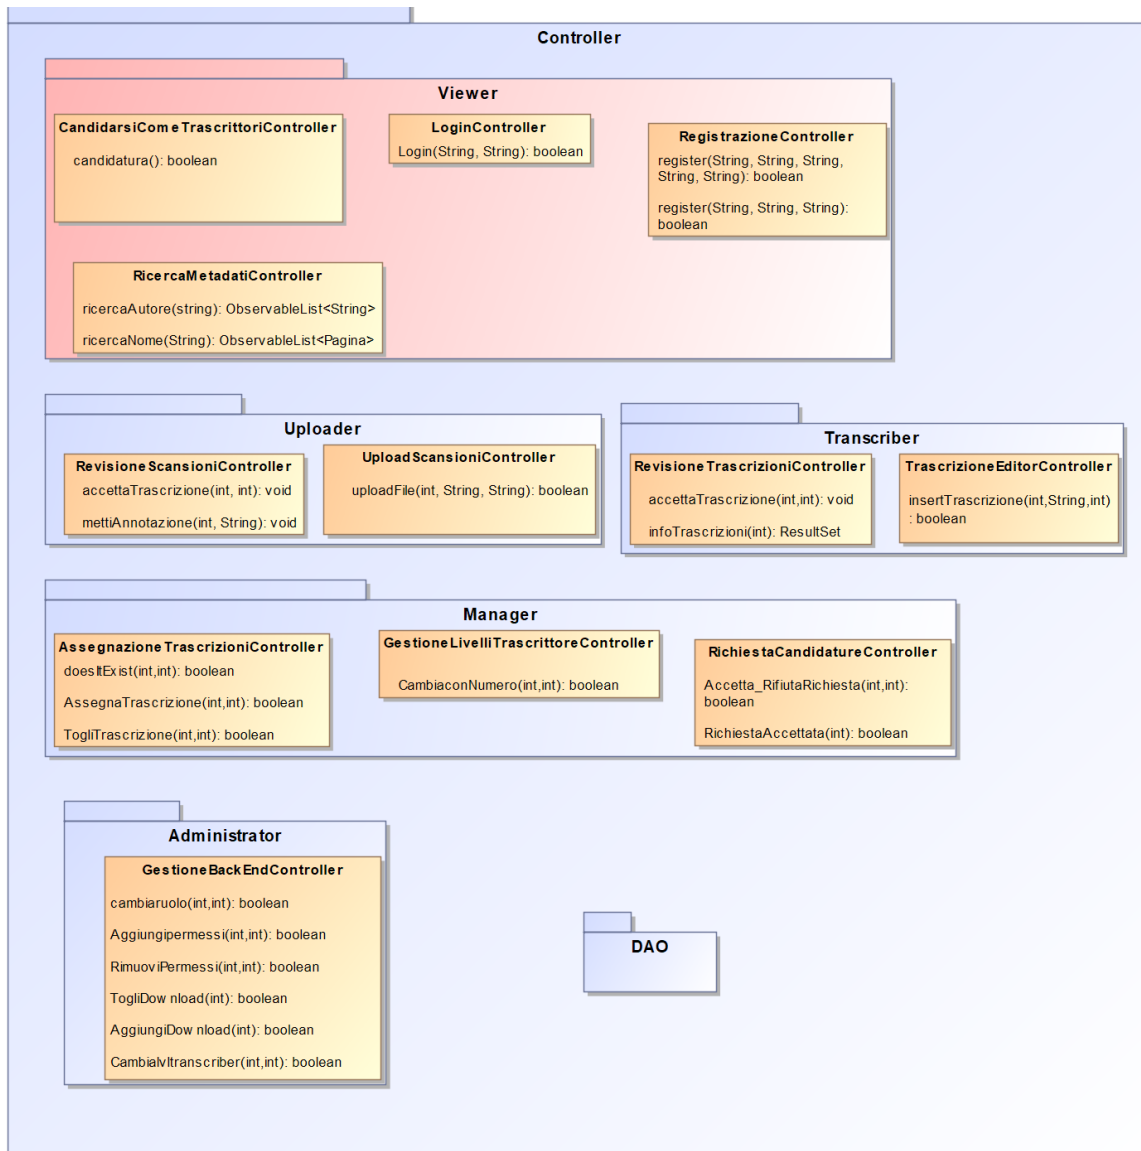 Controller
Viewer
CandidarsiComeTrascrittoriController
candidatura(): boolean
LoginController
Login(String, String): boolean
RegistrazioneController
register(String, String, String,
String, String): boolean
register(String, String, String):
boolean
RicercaMetadatiController
ricercaAutore(string): ObservableList<String>
ricercaNome(String): ObservableList<Pagina>
Uploader
RevisioneScansioniController
accettaTrascrizione(int, int): void
mettiAnnotazione(int, String): void
UploadScansioniController
uploadFile(int, String, String): boolean
Transcriber
RevisioneTrascrizioniController
accettaTrascrizione(int,int): void
infoTrascrizioni(int): ResultSet
TrascrizioneEditorController
insertTrascrizione(int,String,int)
: boolean
Manager
AssegnazioneTrascrizioniController
doesItExist(int,int): boolean
AssegnaTrascrizione(int,int): boolean
TogliTrascrizione(int,int): boolean
GestioneLivelliTrascrittoreController
CambiaconNumero(int,int): boolean
RichiestaCandidatureController
Accetta_RifiutaRichiesta(int,int):
boolean
RichiestaAccettata(int): boolean
Administrator
GestioneBackEndController
cambiaruolo(int,int): boolean
Aggiungipermessi(int,int): boolean
RimuoviPermessi(int,int): boolean
TogliDownload(int): boolean
AggiungiDownload(int): boolean
Cambialvltranscriber(int,int): boolean
DAO